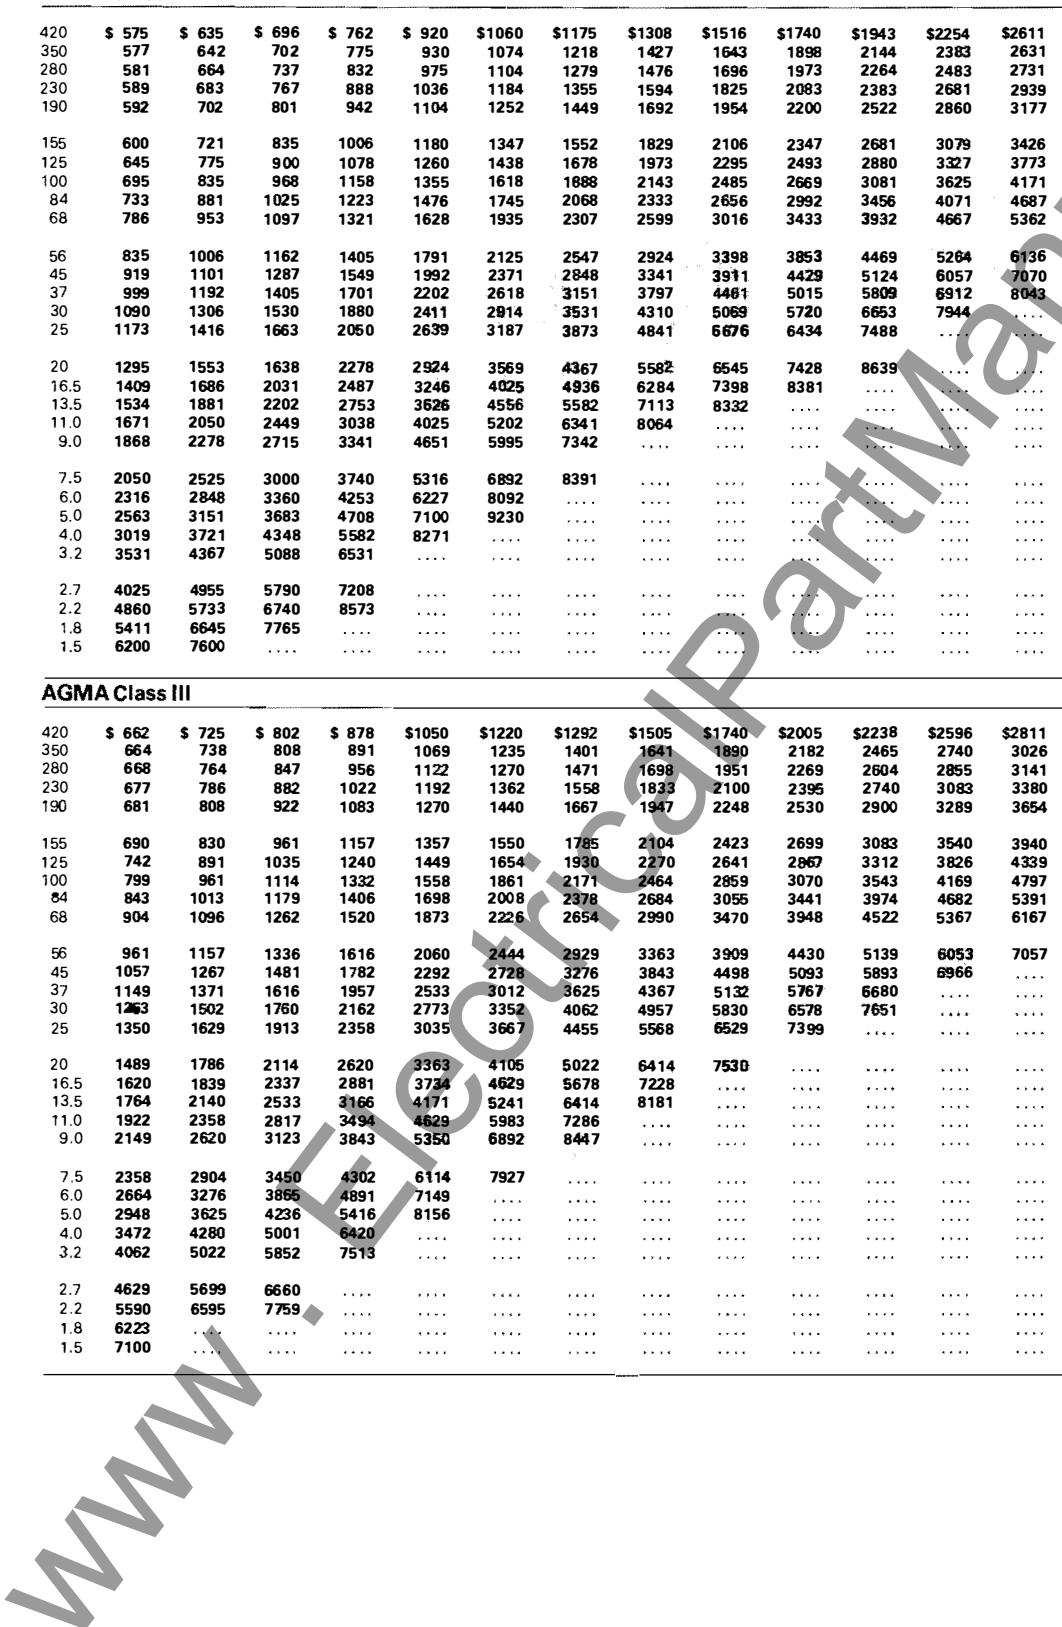 420 $ 575 $ 635 $ 696 $ 762 $ 920 $1060 $1175 $1308 $1516 $1740 $1943 $2254 $2611
350 577 642 702 775 930 1074 1218 1427 1643 1898 2144 2383 2631
280 581 664 737 832 975 1104 1279 1476 1696 1973 2264 2483 2731
230 589 683 767 888 1036 1184 1355 1594 1825 2083 2383 2681 2939
190 592 702 801 942 1104 1252 1449 1692 1954 2200 2522 2860 3177
155 600 721 835 1006 1180 1347 1552 1829 2106 2347 2681 3079 3426
125 645 775 900 1078 1260 1438 1678 1973 2295 2493 2880 3327 3773
100 695 835 968 1158 1355 1618 1888 2143 2485 2669 3081 3625 4171
84 733 881 1025 1223 1476 1745 2068 2333 2656 2992 3456 4071 4687
68 786 953 1097 1321 1628 1935 2307 2599 3016 3433 3932 4667 5362
56 835 1006 1162 1405 1791 2125 2547 2924 3398 3853 4469 5264 6136
45 919 1101 1287 1549 1992 2371 2848 3341 3911 4429 5124 6057 7070
37 999 1192 1405 1701 2202 2618 3151 3797 4461 5015 5809 6912 8043
30 1090 1306 1530 1880 2411 2914 3531 4310 5069 5720 6653 7944 ....
25 1173 1416 1663 2050 2639 3187 3873 4841 5676 6434 7488 .... ....
20 1295 1553 1638 2278 2924 3569 4367 5582 6545 7428 8639 .... ....
16.5 1409 1686 2031 2487 3246 4025 4936 6284 7398 8381 .... .... ....
13.5 1534 1881 2202 2753 3626 4556 5582 7113 8332 .... .... .... ....
11.0 1671 2050 2449 3038 4025 5202 6341 8064 .... .... .... .... ....
9.0 1868 2278 2715 3341 4651 5995 7342 .... .... .... .... .... ....
7.5 2050 2525 3000 3740 5316 6892 8391 .... .... .... .... .... ....
6.0 2316 2848 3360 4253 6227 8092 .... .... .... .... .... .... ....
5.0 2563 3151 3683 4708 7100 9230 .... .... .... .... .... .... ....
4.0 3019 3721 4348 5582 8271 .... .... .... .... .... .... .... ....
3.2 3531 4367 5088 6531 .... .... .... .... .... .... .... .... ....
2.7 4025 4955 5790 7208 .... .... .... .... .... .... .... .... ....
2.2 4860 5733 6740 8573 .... .... .... .... .... .... .... .... ....
1.8 5411 6645 7765 .... .... .... .... .... .... .... .... .... ....
1.5 6200 7600 .... .... .... .... .... .... .... .... .... .... ....
AGMA Class III
420 $ 662 $ 725 $ 802 $ 878 $1050 $1220 $1292 $1505 $1740 $2005 $2238 $2596 $2811
350 664 738 808 891 1069 1235 1401 1641 1890 2182 2465 2740 3026
280 668 764 847 956 1122 1270 1471 1698 1951 2269 2604 2855 3141
230 677 786 882 1022 1192 1362 1558 1833 2100 2395 2740 3083 3380
190 681 808 922 1083 1270 1440 1667 1947 2248 2530 2900 3289 3654
155 690 830 961 1157 1357 1550 1785 2104 2423 2699 3083 3540 3940
125 742 891 1035 1240 1449 1654 1930 2270 2641 2867 3312 3826 4339
100 799 961 1114 1332 1558 1861 2171 2464 2859 3070 3543 4169 4797
84 843 1013 1179 1406 1698 2008 2378 2684 3055 3441 3974 4682 5391
68 904 1096 1262 1520 1873 2226 2654 2990 3470 3948 4522 5367 6167
56 961 1157 1336 1616 2060 2444 2929 3363 3909 4430 5139 6053 7057
45 1057 1267 1481 1782 2292 2728 3276 3843 4498 5093 5893 6966 ....
37 1149 1371 1616 1957 2533 3012 3625 4367 5132 5767 6680 .... ....
30 1253 1502 1760 2162 2773 3352 4062 4957 5830 6578 7651 .... ....
25 1350 1629 1913 2358 3035 3667 4455 5568 6529 7399 .... .... ....
20 1489 1786 2114 2620 3363 4105 5022 6414 7530 .... .... .... ....
16.5 1620 1839 2337 2881 3734 4629 5678 7228 .... .... .... .... ....
13.5 1764 2140 2533 3166 4171 5241 6414 8181 .... .... .... .... ....
11.0 1922 2358 2817 3494 4629 5983 7286 .... .... .... .... .... ....
9.0 2149 2620 3123 3843 5350 6892 8447 .... .... .... .... .... ....
7.5 2358 2904 3450 4302 6114 7927 .... .... .... .... .... .... ....
6.0 2664 3276 3865 4891 7149 .... .... .... .... .... .... .... ....
5.0 2948 3625 4236 5416 8156 .... .... .... .... .... .... .... ....
4.0 3472 4280 5001 6420 .... .... .... .... .... .... .... .... ....
3.2 4062 5022 5852 7513 .... .... .... .... .... .... .... .... ....
2.7 4629 5699 6660 .... .... .... .... .... .... .... .... .... ....
2.2 5590 6595 7759 .... .... .... .... .... .... .... .... .... ....
1.8 6223 .... .... .... .... .... .... .... .... .... .... .... ....
1.5 7100 .... .... .... .... .... .... .... .... .... .... .... ....
www . ElectricalPartMan